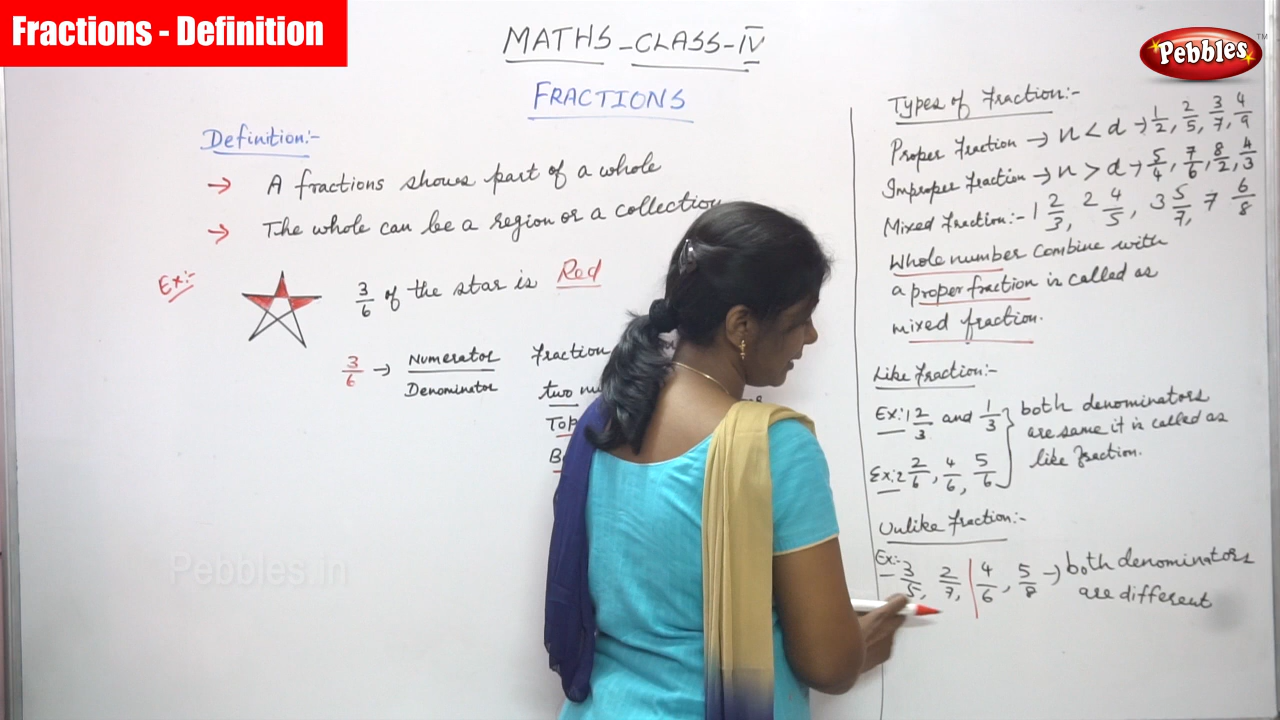 Fractions - Definition
MATHS - CLASS - IV
Pebbles TM
FRACTIONS
Definition:-
→ A fractions shows part of a whole
→ The whole can be a region or a collection
Ex:-
3/6 of the star is Red
3/6 → Numerator/Denominator
Fraction
two
Top
Types of Fraction:-
Proper Fraction → n < d → 1/2, 2/5, 3/7, 4/9
Improper Fraction → n > d → 5/4, 7/6, 8/2, 4/3
Mixed Fraction:- 1 2/3, 2 4/5, 3 5/7, 7 6/8
Whole number combine with
a proper fraction is called as
mixed fraction.
Like Fraction:-
Ex:1 2/3 and 1/3 } both denominators
are same it is called as
like fraction.
Ex:2 2/6, 4/6, 5/6
Unlike Fraction:-
Ex:-
3/5, 2/7, | 4/6, 5/8 → both denominators
are different
Pebbles.in